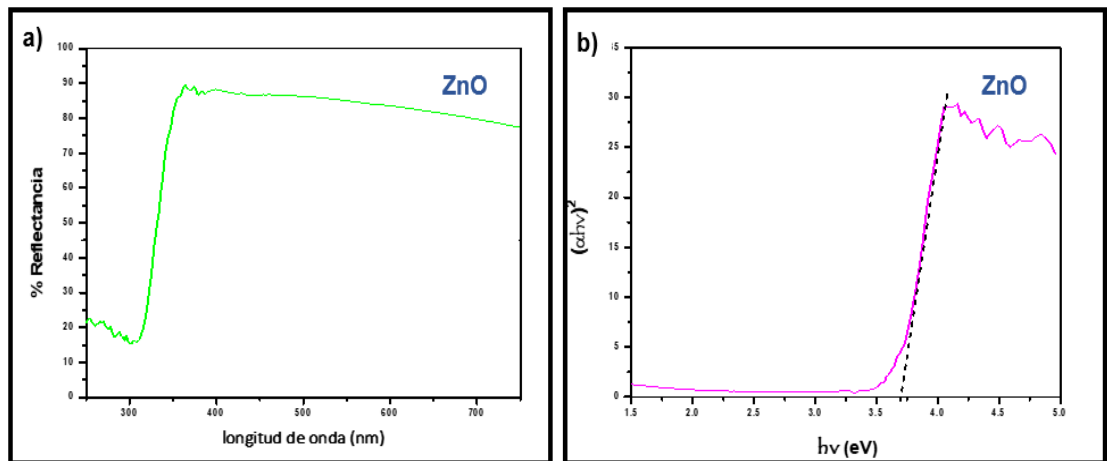 a)
ZnO
% Reflectancia
100
90
80
70
60
50
40
30
20
10
0
300 400 500 600 700
longitud de onda (nm)
b)
ZnO
(αhν)²
35
30
25
20
15
10
5
0
1.5 2.0 2.5 3.0 3.5 4.0 4.5 5.0
hν (eV)